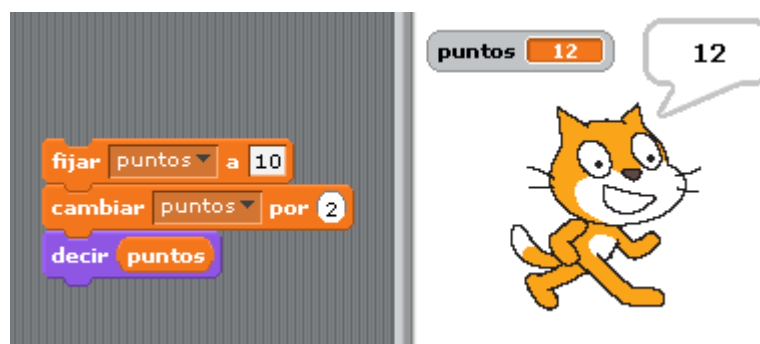 puntos 12
12
fijar puntos a 10
cambiar puntos por 2
decir puntos